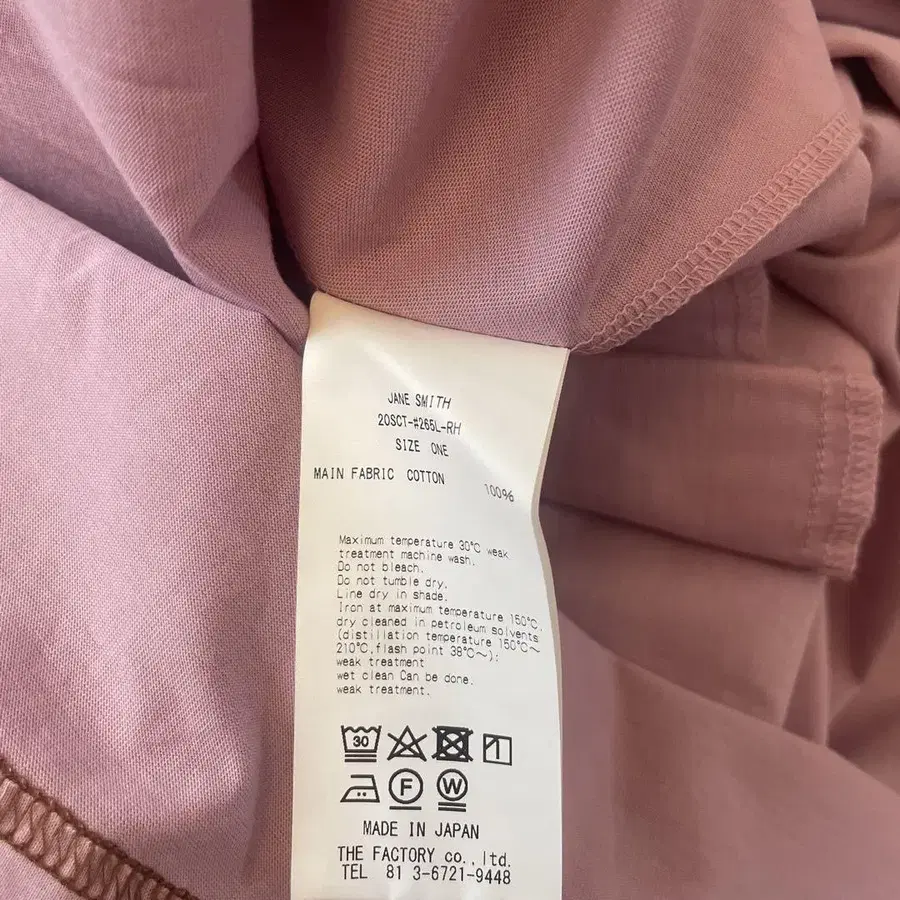 JANE SMITH
20SCT-#265L-RH
SIZE ONE
MAIN FABRIC COTTON 100%
Maximum temperature 30°C weak
treatment machine wash.
Do not bleach.
Do not tumble dry.
Line dry in shade.
Iron at maximum temperature 150°C.
dry cleaned in petroleum solvents
(distillation temperature 150°C～
210°C,flash point 38°C～);
weak treatment
wet clean Can be done.
weak treatment.
30
F W
MADE IN JAPAN
THE FACTORY co.,ltd.
TEL 81 3-6721-9448